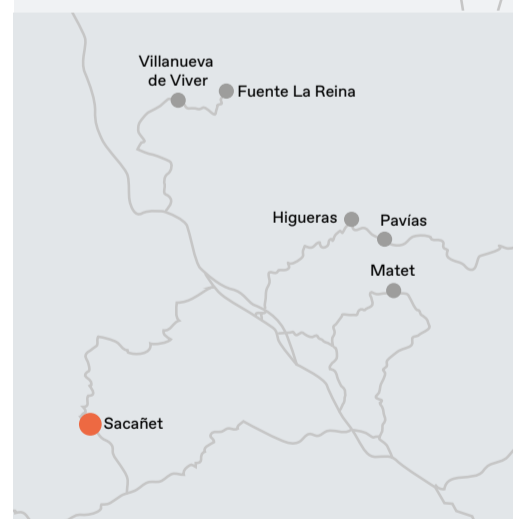 Villanueva
de Viver
Fuente La Reina
Higueras
Pavías
Matet
Sacañet